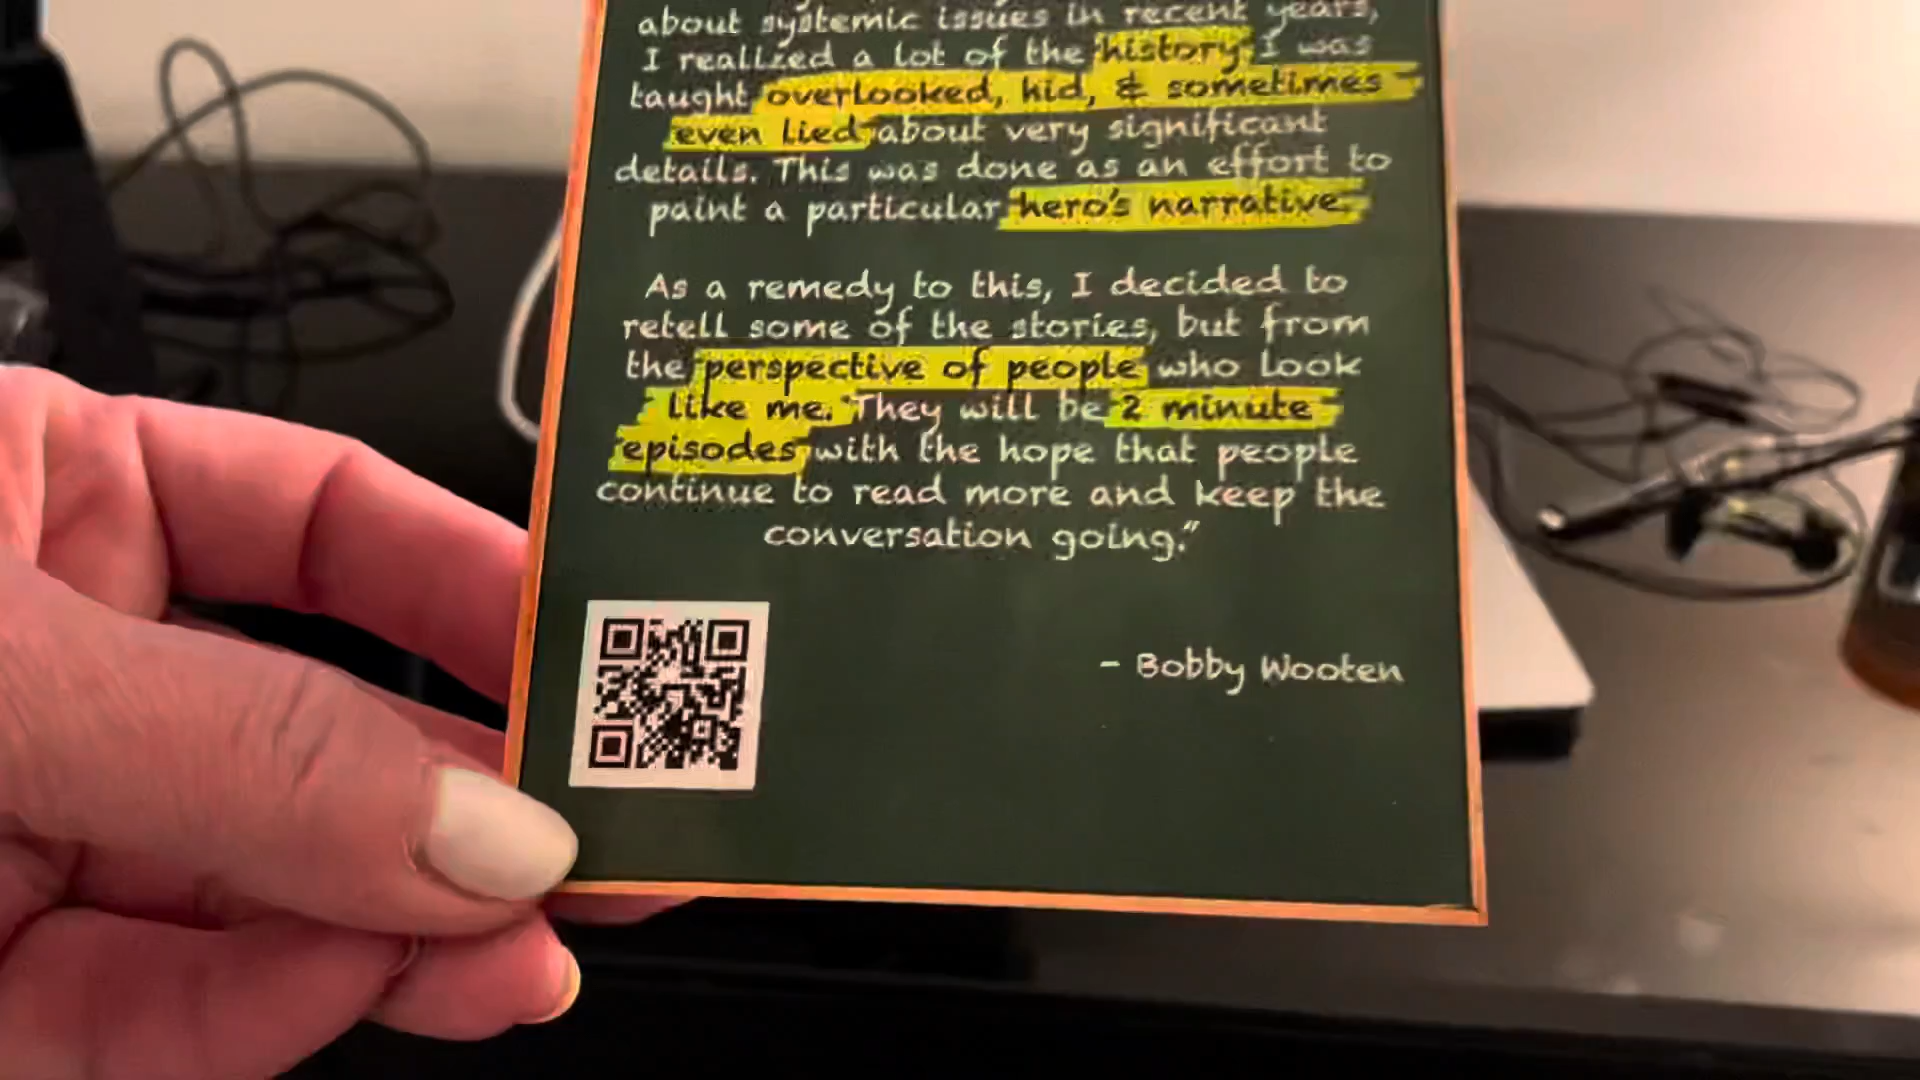 about systemic issues in recent years,
I realized a lot of the history I was
taught overlooked, hid, & sometimes
even lied about very significant
details. This was done as an effort to
paint a particular hero's narrative.
As a remedy to this, I decided to
retell some of the stories, but from
the perspective of people who look
like me. They will be 2 minute
episodes with the hope that people
continue to read more and keep the
conversation going."
- Bobby Wooten